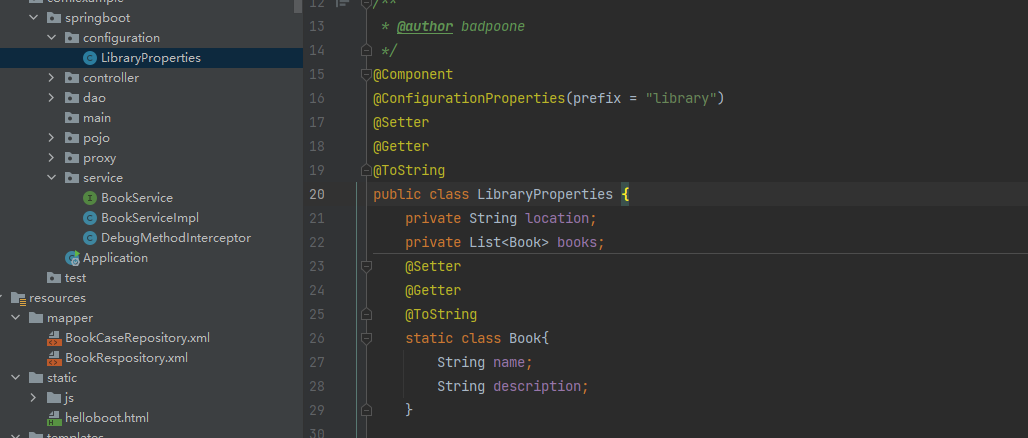 springboot
configuration
LibraryProperties
controller
dao
main
pojo
proxy
service
BookService
BookServiceImpl
DebugMethodInterceptor
Application
test
resources
mapper
BookCaseRepository.xml
BookRespository.xml
static
js
helloboot.html
templates
12 /**
13 * @author badpoone
14 */
15 @Component
16 @ConfigurationProperties(prefix = "library")
17 @Setter
18 @Getter
19 @ToString
20 public class LibraryProperties {
21 private String location;
22 private List<Book> books;
23 @Setter
24 @Getter
25 @ToString
26 static class Book{
27 String name;
28 String description;
29 }
30